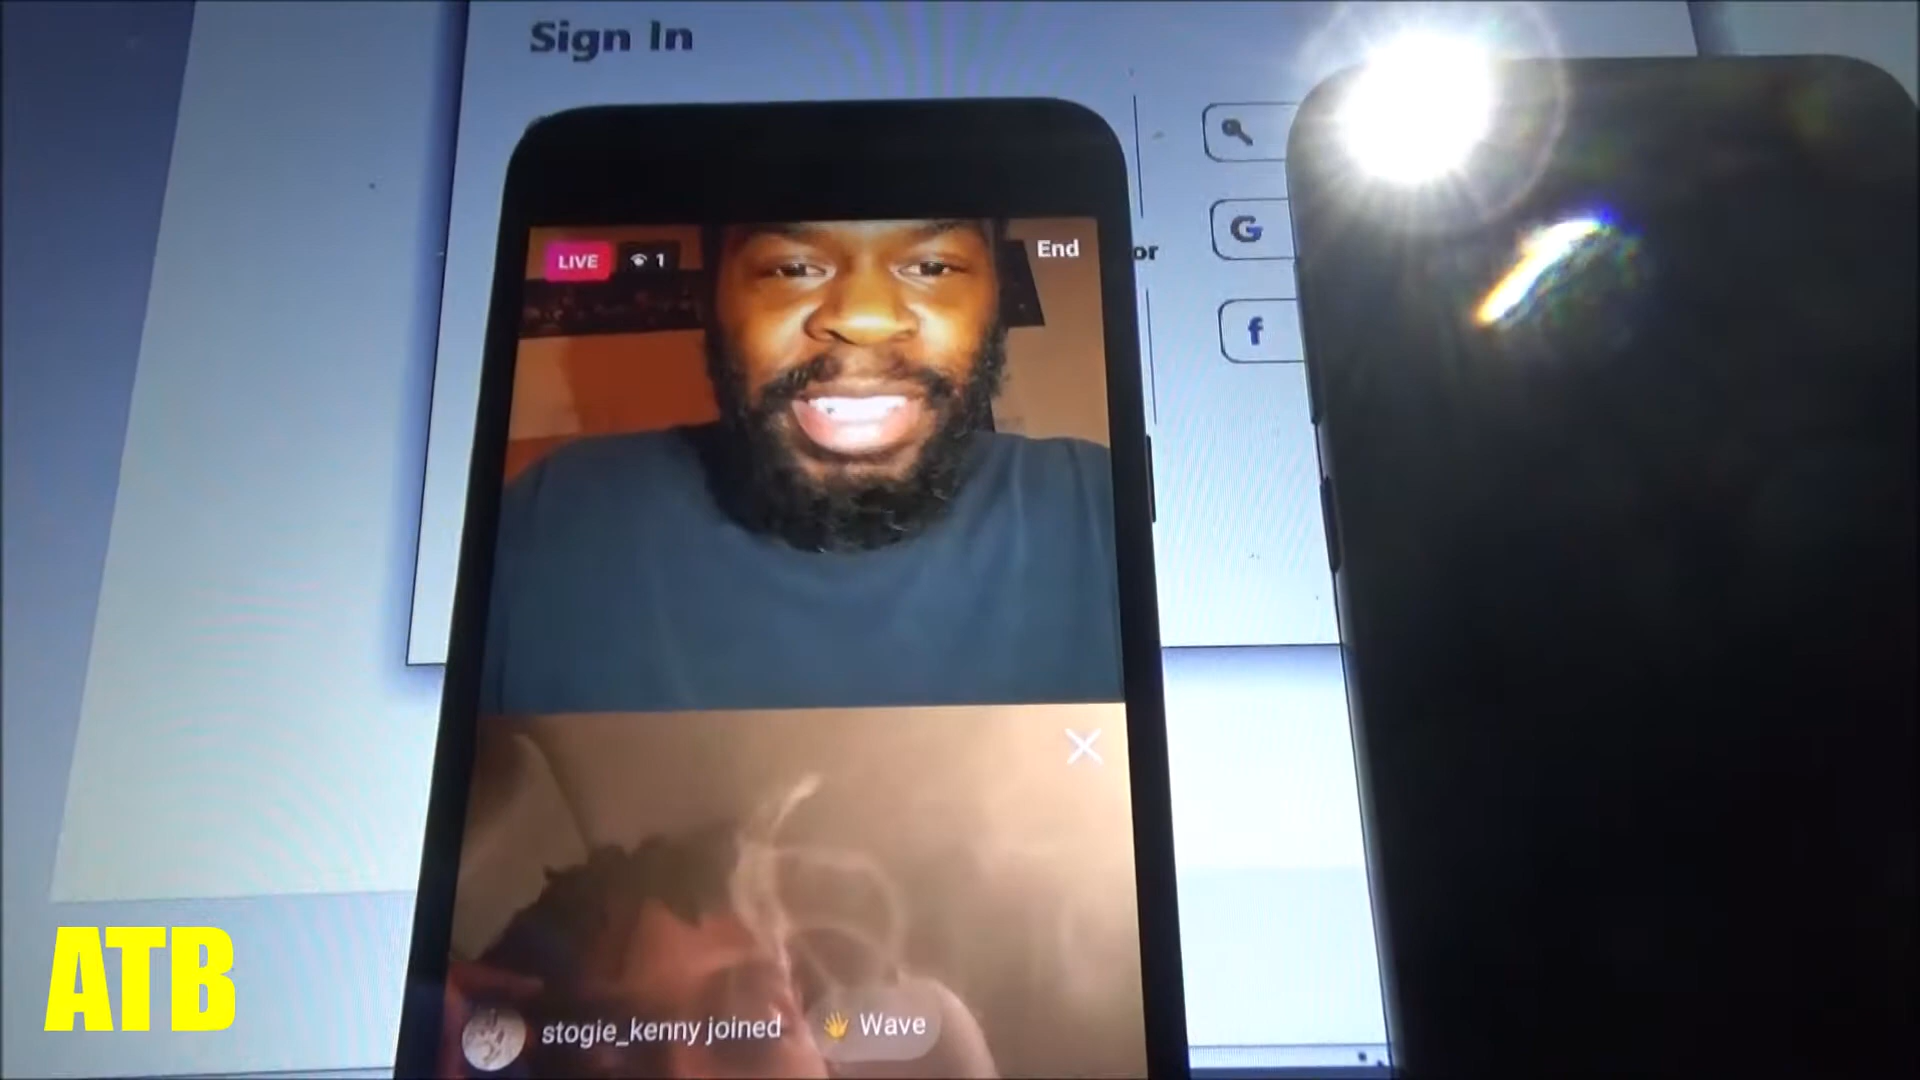 Sign In
LIVE
1
End
or
G
f
stogie_kenny joined
Wave
ATB